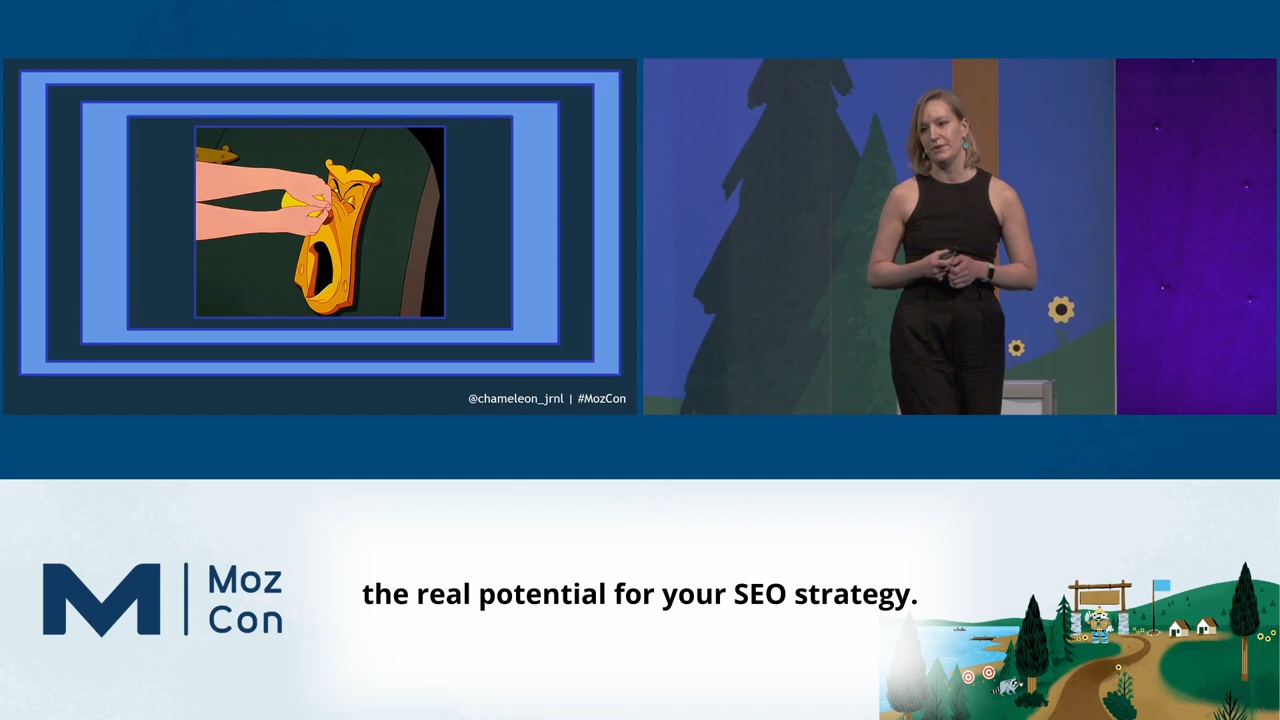 @chameleon_jrnl | #MozCon
Moz
Con
the real potential for your SEO strategy.